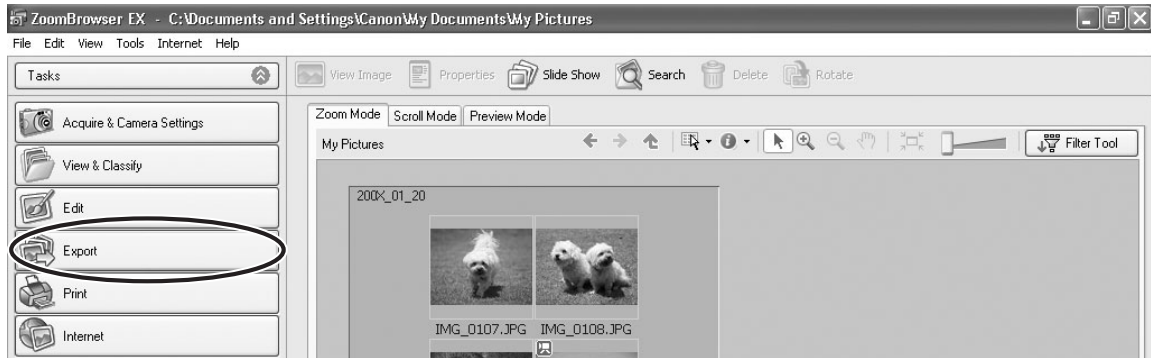 ZoomBrowser EX - C:\Documents and Settings\Canon\My Documents\My Pictures
File Edit View Tools Internet Help
Tasks
View Image Properties Slide Show Search Delete Rotate
Acquire & Camera Settings
View & Classify
Edit
Export
Print
Internet
Zoom Mode Scroll Mode Preview Mode
My Pictures
Filter Tool
200X_01_20
IMG_0107.JPG IMG_0108.JPG